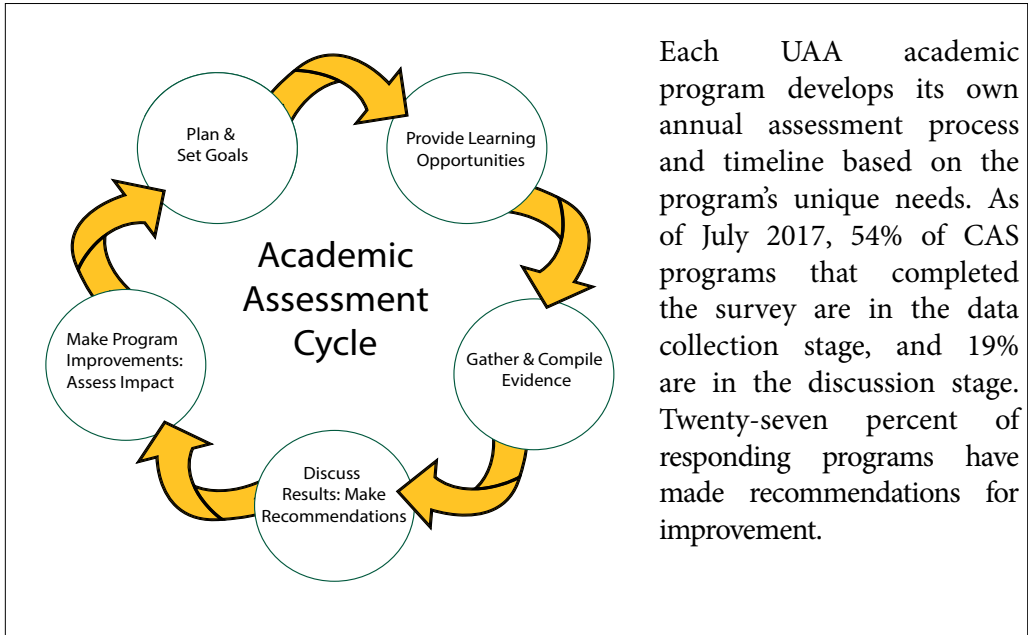 Plan &
Set Goals
Provide Learning
Opportunities
Gather & Compile
Evidence
Discuss
Results: Make
Recommendations
Make Program
Improvements:
Assess Impact
Academic
Assessment
Cycle
Each UAA academic
program develops its own
annual assessment process
and timeline based on the
program’s unique needs. As
of July 2017, 54% of CAS
programs that completed
the survey are in the data
collection stage, and 19%
are in the discussion stage.
Twenty-seven percent of
responding programs have
made recommendations for
improvement.